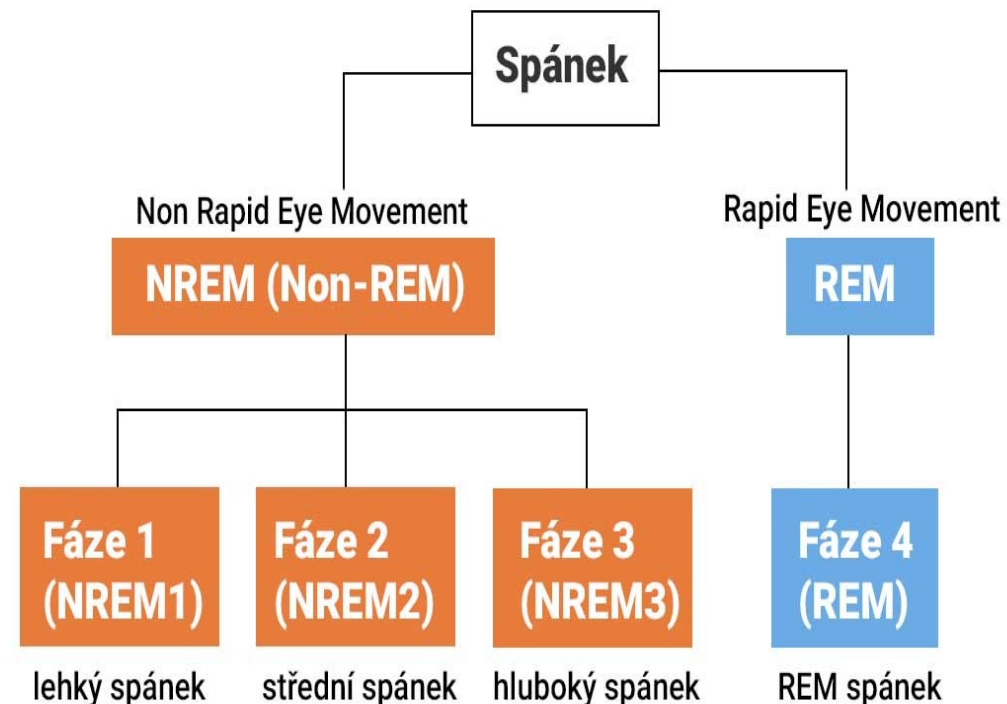 Spánek
Non Rapid Eye Movement
Rapid Eye Movement
NREM (Non-REM)
REM
Fáze 1
(NREM1)
Fáze 2
(NREM2)
Fáze 3
(NREM3)
Fáze 4
(REM)
lehký spánek
střední spánek
hluboký spánek
REM spánek